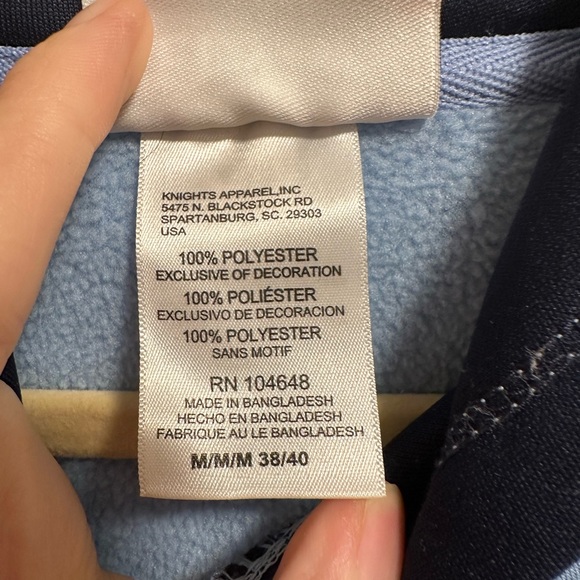 KNIGHTS APPAREL,INC
5475 N. BLACKSTOCK RD
SPARTANBURG, SC. 29303
USA
100% POLYESTER
EXCLUSIVE OF DECORATION
100% POLIÉSTER
EXCLUSIVO DE DECORACION
100% POLYESTER
SANS MOTIF
RN 104648
MADE IN BANGLADESH
HECHO EN BANGLADESH
FABRIQUE AU LE BANGLADESH
M/M/M 38/40